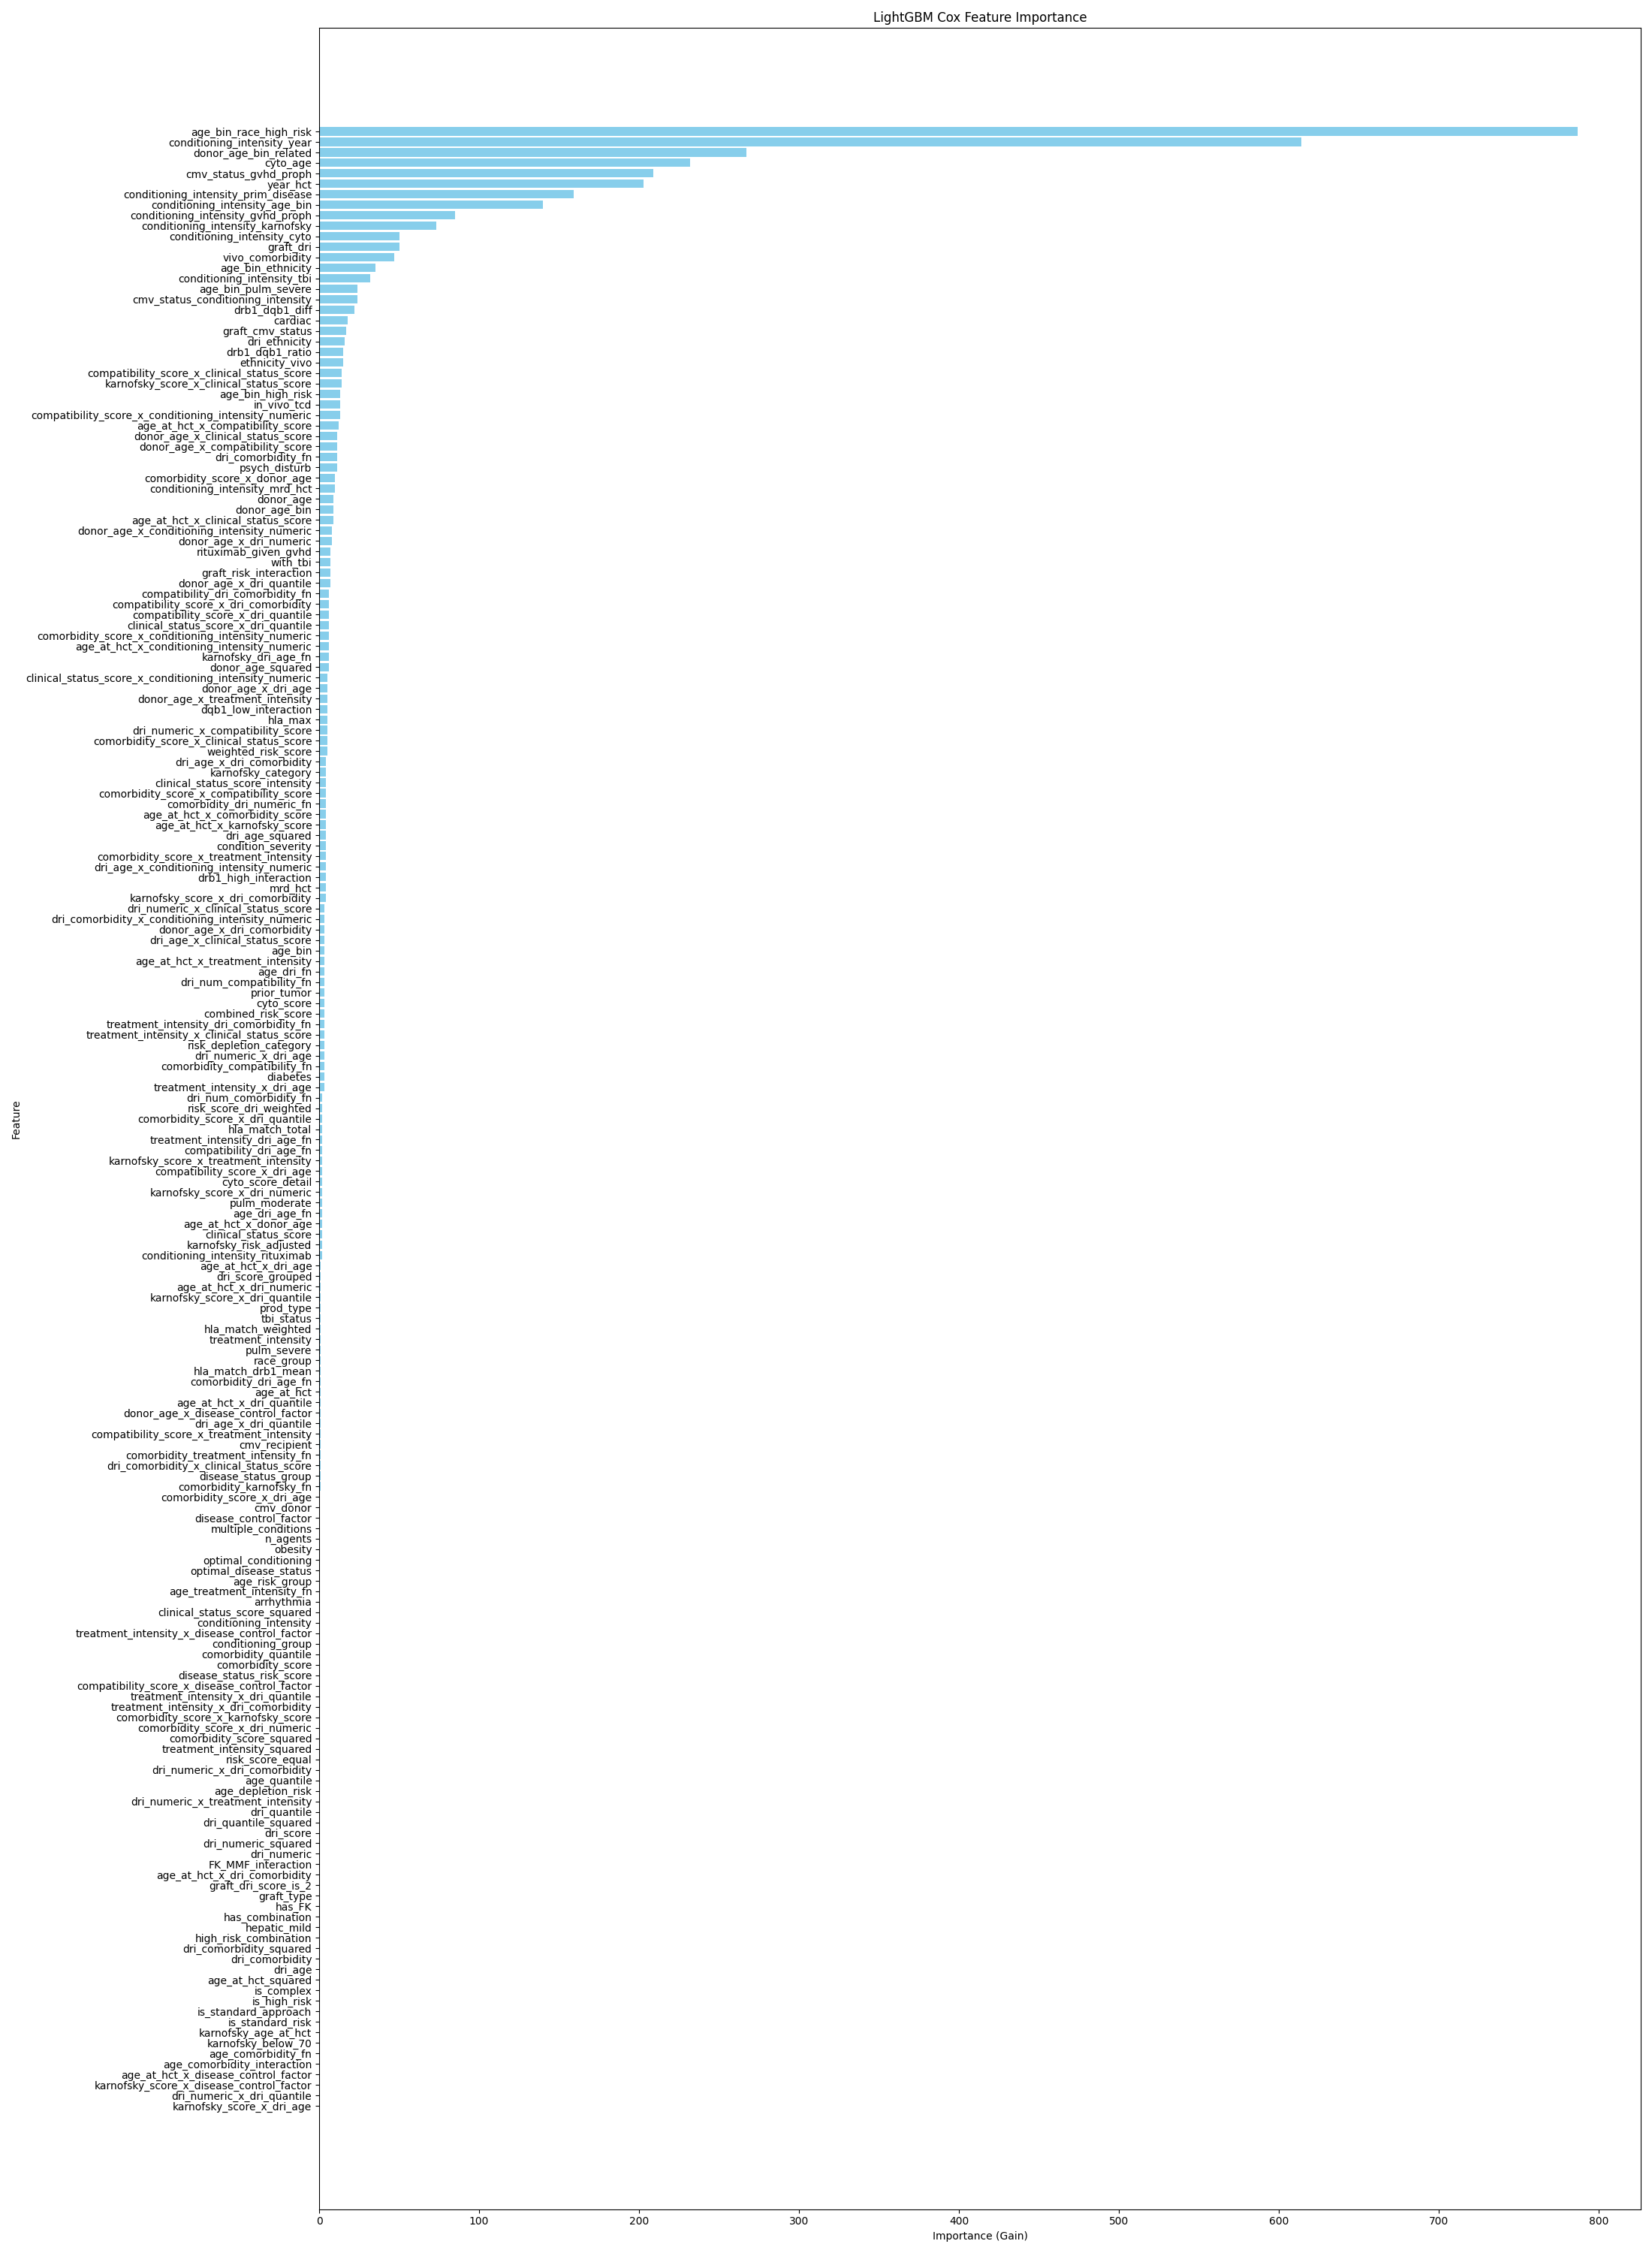 LightGBM Cox Feature Importance
age_bin_race_high_risk
conditioning_intensity_year
donor_age_bin_related
cyto_age
cmv_status_gvhd_proph
year_hct
conditioning_intensity_prim_disease
conditioning_intensity_age_bin
conditioning_intensity_gvhd_proph
conditioning_intensity_karnofsky
conditioning_intensity_cyto
graft_dri
vivo_comorbidity
age_bin_ethnicity
conditioning_intensity_tbi
age_bin_pulm_severe
cmv_status_conditioning_intensity
drb1_dqb1_diff
cardiac
graft_cmv_status
dri_ethnicity
drb1_dqb1_ratio
ethnicity_vivo
compatibility_score_x_clinical_status_score
karnofsky_score_x_clinical_status_score
age_bin_high_risk
in_vivo_tcd
compatibility_score_x_conditioning_intensity_numeric
age_at_hct_x_compatibility_score
donor_age_x_clinical_status_score
donor_age_x_compatibility_score
dri_comorbidity_fn
psych_disturb
comorbidity_score_x_donor_age
conditioning_intensity_mrd_hct
donor_age
donor_age_bin
age_at_hct_x_clinical_status_score
donor_age_x_conditioning_intensity_numeric
donor_age_x_dri_numeric
rituximab_given_gvhd
with_tbi
graft_risk_interaction
donor_age_x_dri_quantile
compatibility_dri_comorbidity_fn
compatibility_score_x_dri_comorbidity
compatibility_score_x_dri_quantile
clinical_status_score_x_dri_quantile
comorbidity_score_x_conditioning_intensity_numeric
age_at_hct_x_conditioning_intensity_numeric
karnofsky_dri_age_fn
donor_age_squared
clinical_status_score_x_conditioning_intensity_numeric
donor_age_x_dri_age
donor_age_x_treatment_intensity
dqb1_low_interaction
hla_max
dri_numeric_x_compatibility_score
comorbidity_score_x_clinical_status_score
weighted_risk_score
dri_age_x_dri_comorbidity
karnofsky_category
clinical_status_score_intensity
comorbidity_score_x_compatibility_score
comorbidity_dri_numeric_fn
age_at_hct_x_comorbidity_score
age_at_hct_x_karnofsky_score
dri_age_squared
condition_severity
comorbidity_score_x_treatment_intensity
dri_age_x_conditioning_intensity_numeric
drb1_high_interaction
mrd_hct
karnofsky_score_x_dri_comorbidity
dri_numeric_x_clinical_status_score
dri_comorbidity_x_conditioning_intensity_numeric
donor_age_x_dri_comorbidity
dri_age_x_clinical_status_score
age_bin
age_at_hct_x_treatment_intensity
age_dri_fn
dri_num_compatibility_fn
prior_tumor
cyto_score
combined_risk_score
treatment_intensity_dri_comorbidity_fn
treatment_intensity_x_clinical_status_score
risk_depletion_category
dri_numeric_x_dri_age
comorbidity_compatibility_fn
diabetes
treatment_intensity_x_dri_age
dri_num_comorbidity_fn
risk_score_dri_weighted
comorbidity_score_x_dri_quantile
hla_match_total
treatment_intensity_dri_age_fn
compatibility_dri_age_fn
karnofsky_score_x_treatment_intensity
compatibility_score_x_dri_age
cyto_score_detail
karnofsky_score_x_dri_numeric
pulm_moderate
age_dri_age_fn
age_at_hct_x_donor_age
clinical_status_score
karnofsky_risk_adjusted
conditioning_intensity_rituximab
age_at_hct_x_dri_age
dri_score_grouped
age_at_hct_x_dri_numeric
karnofsky_score_x_dri_quantile
prod_type
tbi_status
hla_match_weighted
treatment_intensity
pulm_severe
race_group
hla_match_drb1_mean
comorbidity_dri_age_fn
age_at_hct
age_at_hct_x_dri_quantile
donor_age_x_disease_control_factor
dri_age_x_dri_quantile
compatibility_score_x_treatment_intensity
cmv_recipient
comorbidity_treatment_intensity_fn
dri_comorbidity_x_clinical_status_score
disease_status_group
comorbidity_karnofsky_fn
comorbidity_score_x_dri_age
cmv_donor
disease_control_factor
multiple_conditions
n_agents
obesity
optimal_conditioning
optimal_disease_status
age_risk_group
age_treatment_intensity_fn
arrhythmia
clinical_status_score_squared
conditioning_intensity
treatment_intensity_x_disease_control_factor
conditioning_group
comorbidity_quantile
comorbidity_score
disease_status_risk_score
compatibility_score_x_disease_control_factor
treatment_intensity_x_dri_quantile
treatment_intensity_x_dri_comorbidity
comorbidity_score_x_karnofsky_score
comorbidity_score_x_dri_numeric
comorbidity_score_squared
treatment_intensity_squared
risk_score_equal
dri_numeric_x_dri_comorbidity
age_quantile
age_depletion_risk
dri_numeric_x_treatment_intensity
dri_quantile
dri_quantile_squared
dri_score
dri_numeric_squared
dri_numeric
FK_MMF_interaction
age_at_hct_x_dri_comorbidity
graft_dri_score_is_2
graft_type
has_FK
has_combination
hepatic_mild
high_risk_combination
dri_comorbidity_squared
dri_comorbidity
dri_age
age_at_hct_squared
is_complex
is_high_risk
is_standard_approach
is_standard_risk
karnofsky_age_at_hct
karnofsky_below_70
age_comorbidity_fn
age_comorbidity_interaction
age_at_hct_x_disease_control_factor
karnofsky_score_x_disease_control_factor
dri_numeric_x_dri_quantile
karnofsky_score_x_dri_age
Feature
0 100 200 300 400 500 600 700 800
Importance (Gain)